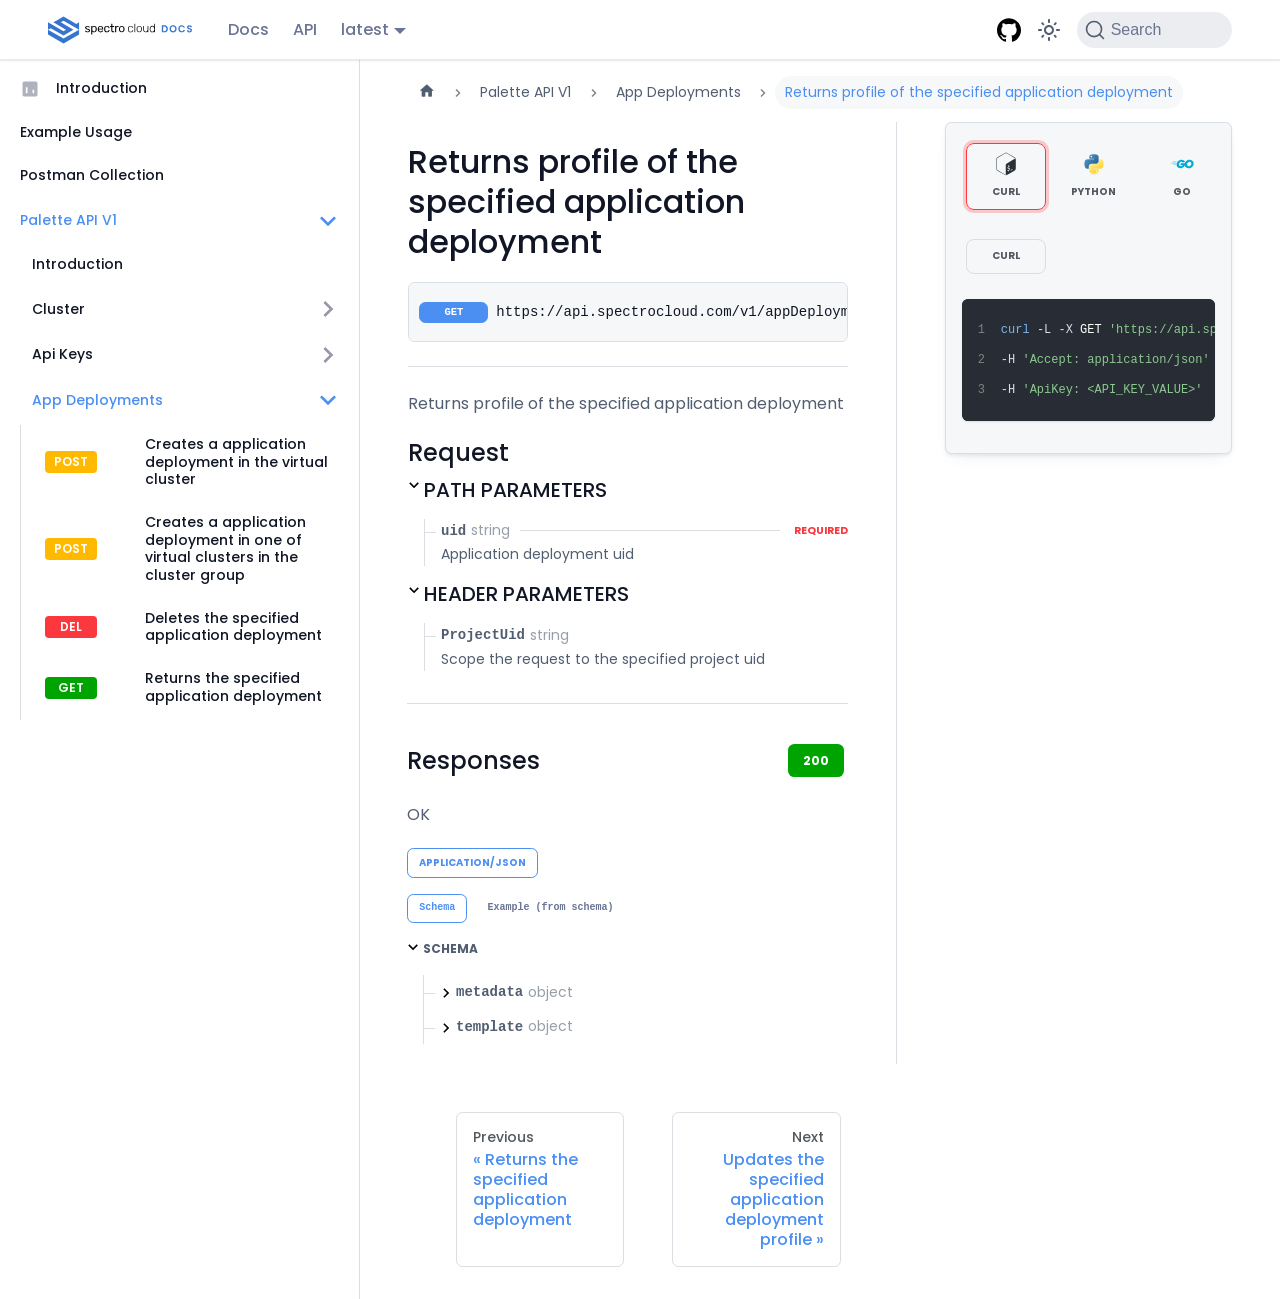 spectro cloud DOCS Docs API latest Search
Introduction
Example Usage
Postman Collection
Palette API V1
Introduction
Cluster
Api Keys
App Deployments
POST Creates a application
deployment in the virtual
cluster
POST Creates a application
deployment in one of
virtual clusters in the
cluster group
DEL Deletes the specified
application deployment
GET Returns the specified
application deployment
Palette API V1 App Deployments Returns profile of the specified application deployment
Returns profile of the
specified application
deployment
GET https://api.spectrocloud.com/v1/appDeploym
Returns profile of the specified application deployment
Request
PATH PARAMETERS
uid string REQUIRED
Application deployment uid
HEADER PARAMETERS
ProjectUid string
Scope the request to the specified project uid
Responses 200
OK
APPLICATION/JSON
Schema Example (from schema)
SCHEMA
metadata object
template object
CURL PYTHON GO
CURL
1 curl -L -X GET 'https://api.sp
2 -H 'Accept: application/json'
3 -H 'ApiKey: <API_KEY_VALUE>'
Previous
« Returns the
specified
application
deployment
Next
Updates the
specified
application
deployment
profile »